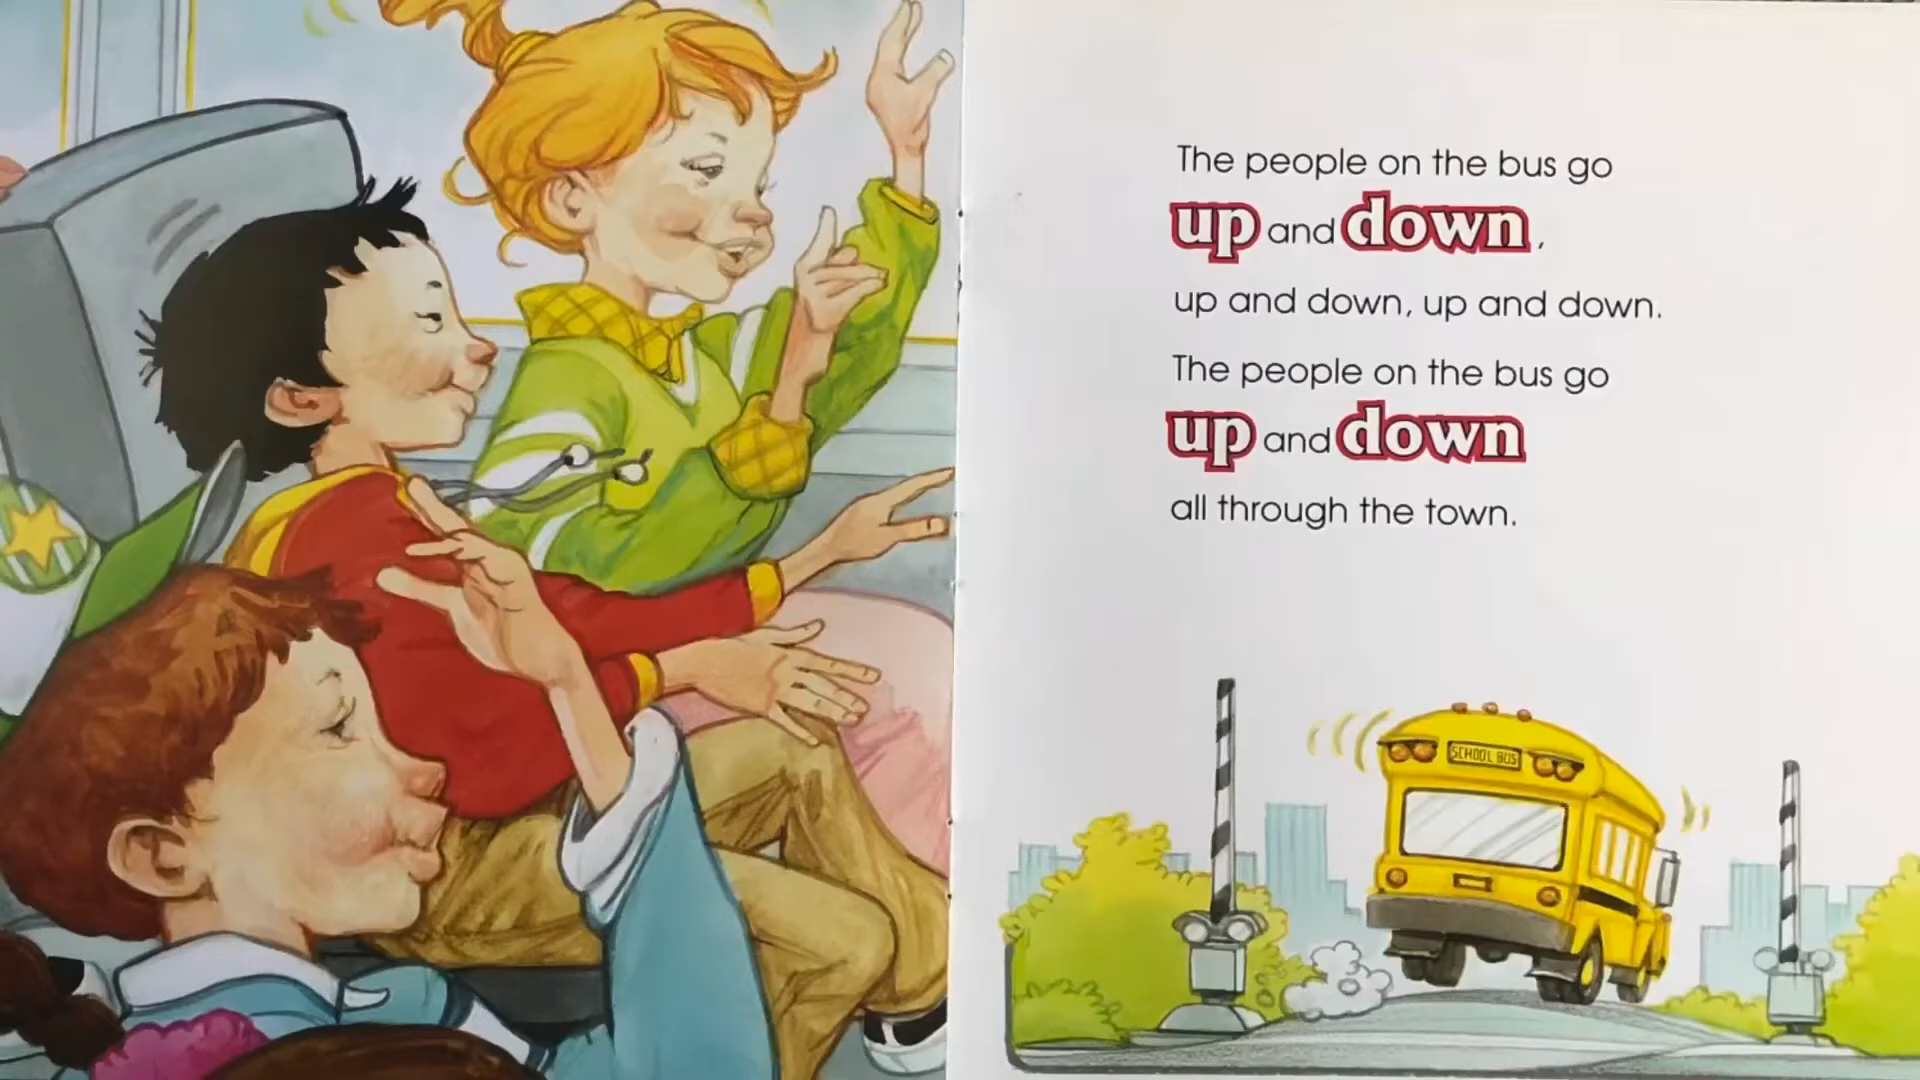 The people on the bus go
up and down,
up and down, up and down.
The people on the bus go
up and down
all through the town.
SCHOOL BUS